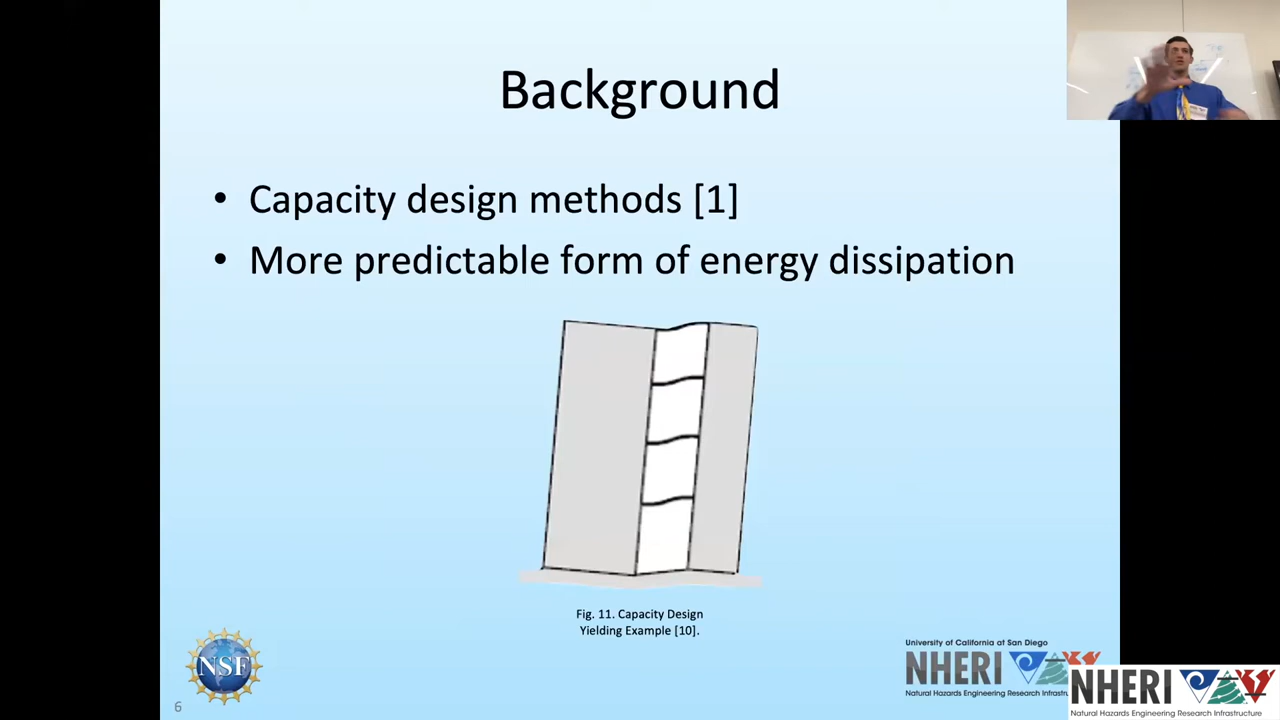 Background
• Capacity design methods [1]
• More predictable form of energy dissipation
Fig. 11. Capacity Design
Yielding Example [10].
NSF
University of California at San Diego
NHERI
Natural Hazards Engineering Research
NHERI
Natural Hazards Engineering Research Infrastructure
6